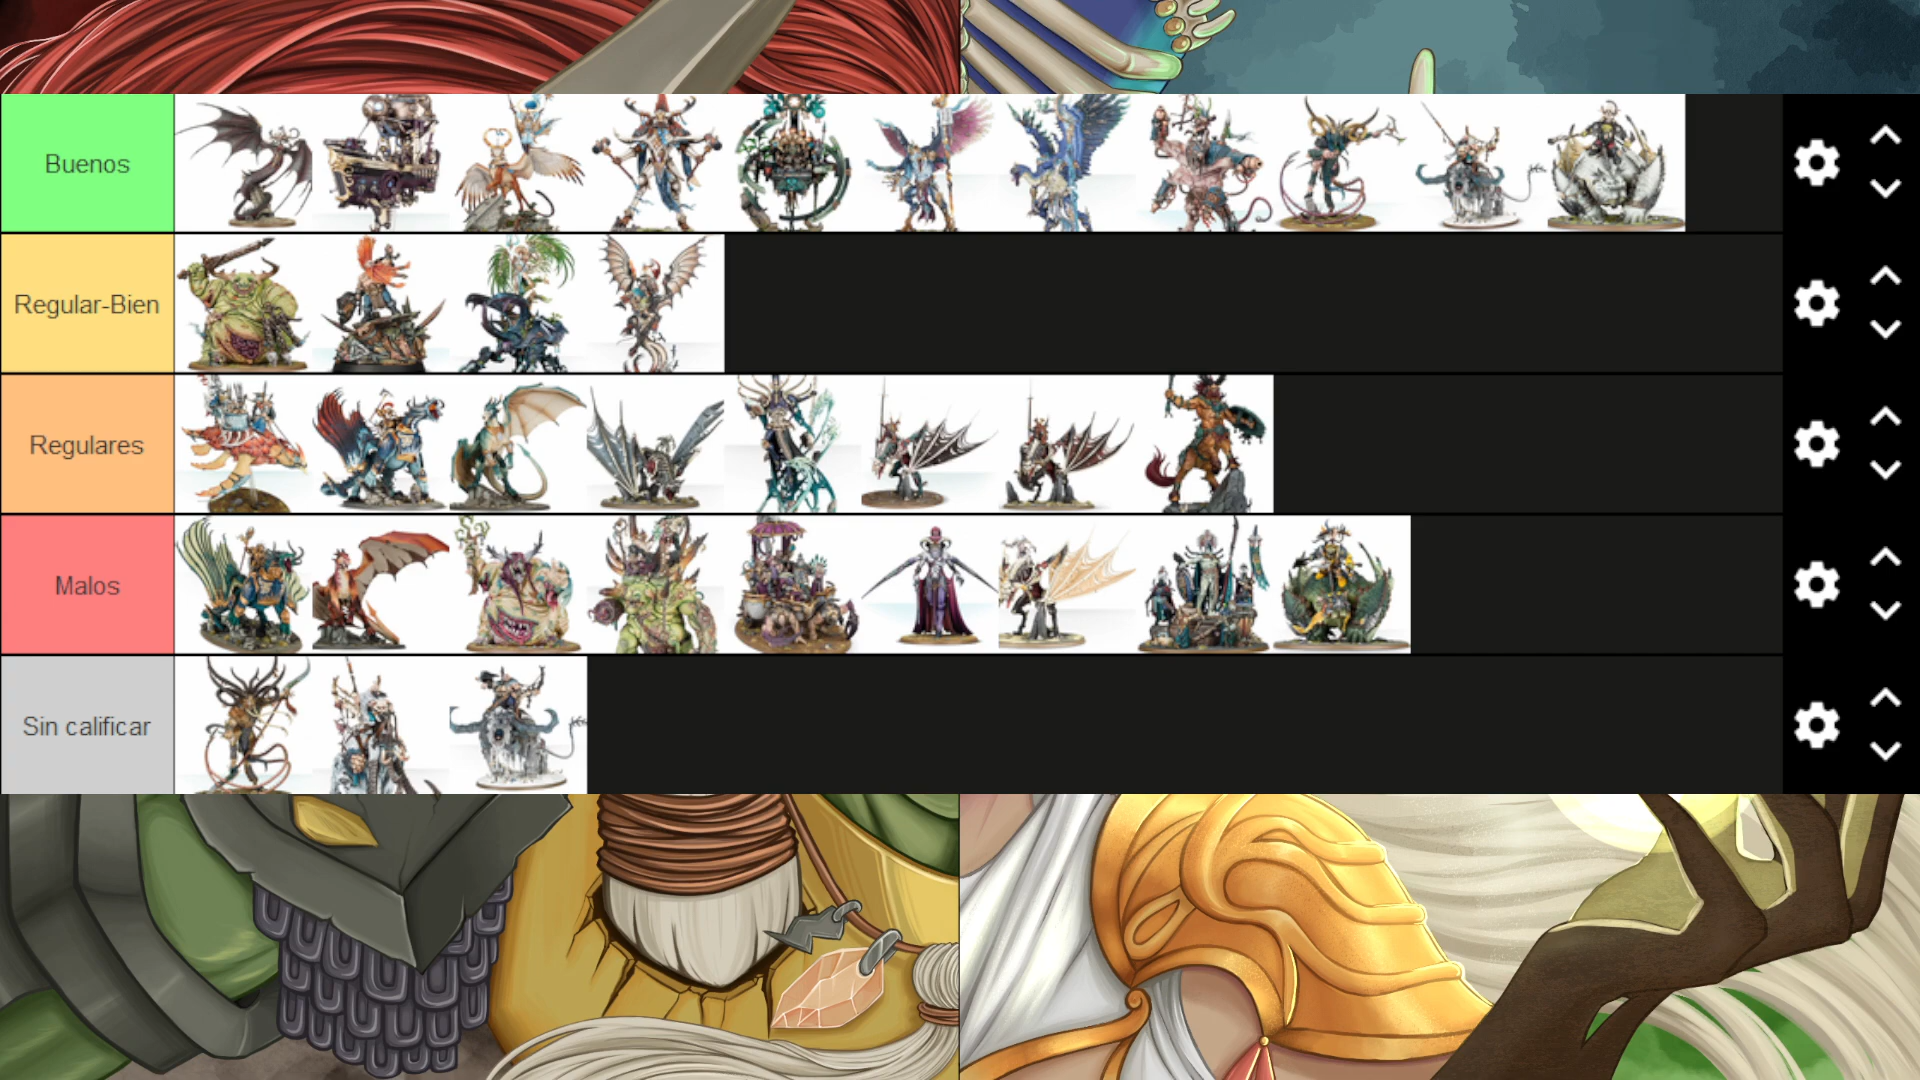 Buenos
Regular-Bien
Regulares
Malos
Sin calificar